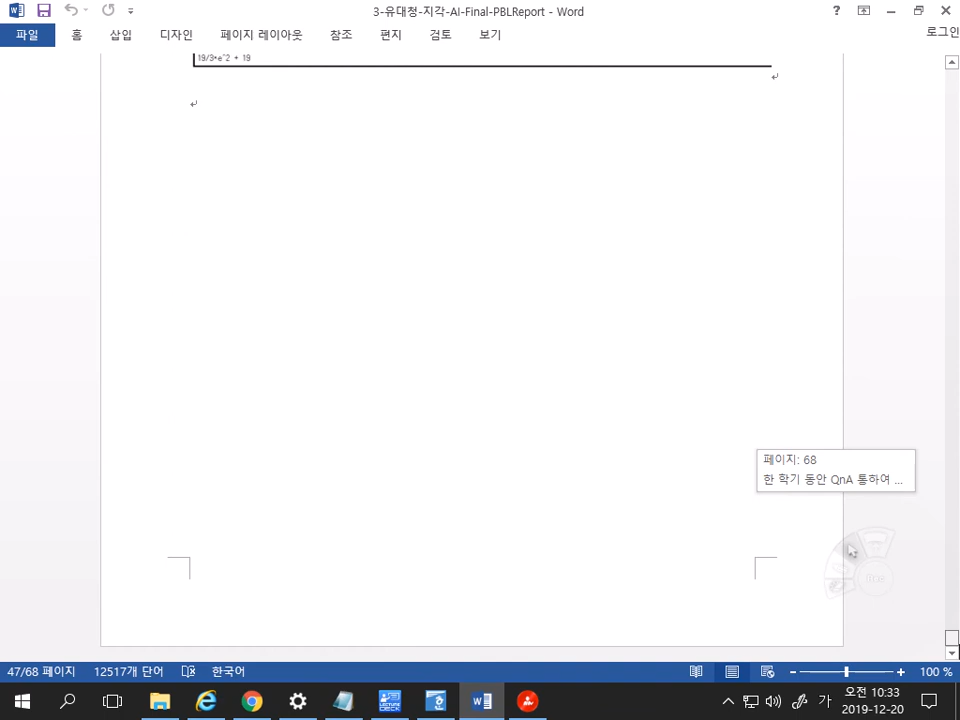 3-유대청-지각-AI-Final-PBLReport - Word
?
로그인
파일 홈 삽입 디자인 페이지 레이아웃 참조 편지 검토 보기
19/3*e^2 + 19
페이지: 68
한 학기 동안 QnA 통하여 ...
47/68 페이지 12517개 단어 한국어 100 %
가
오전 10:33
2019-12-20